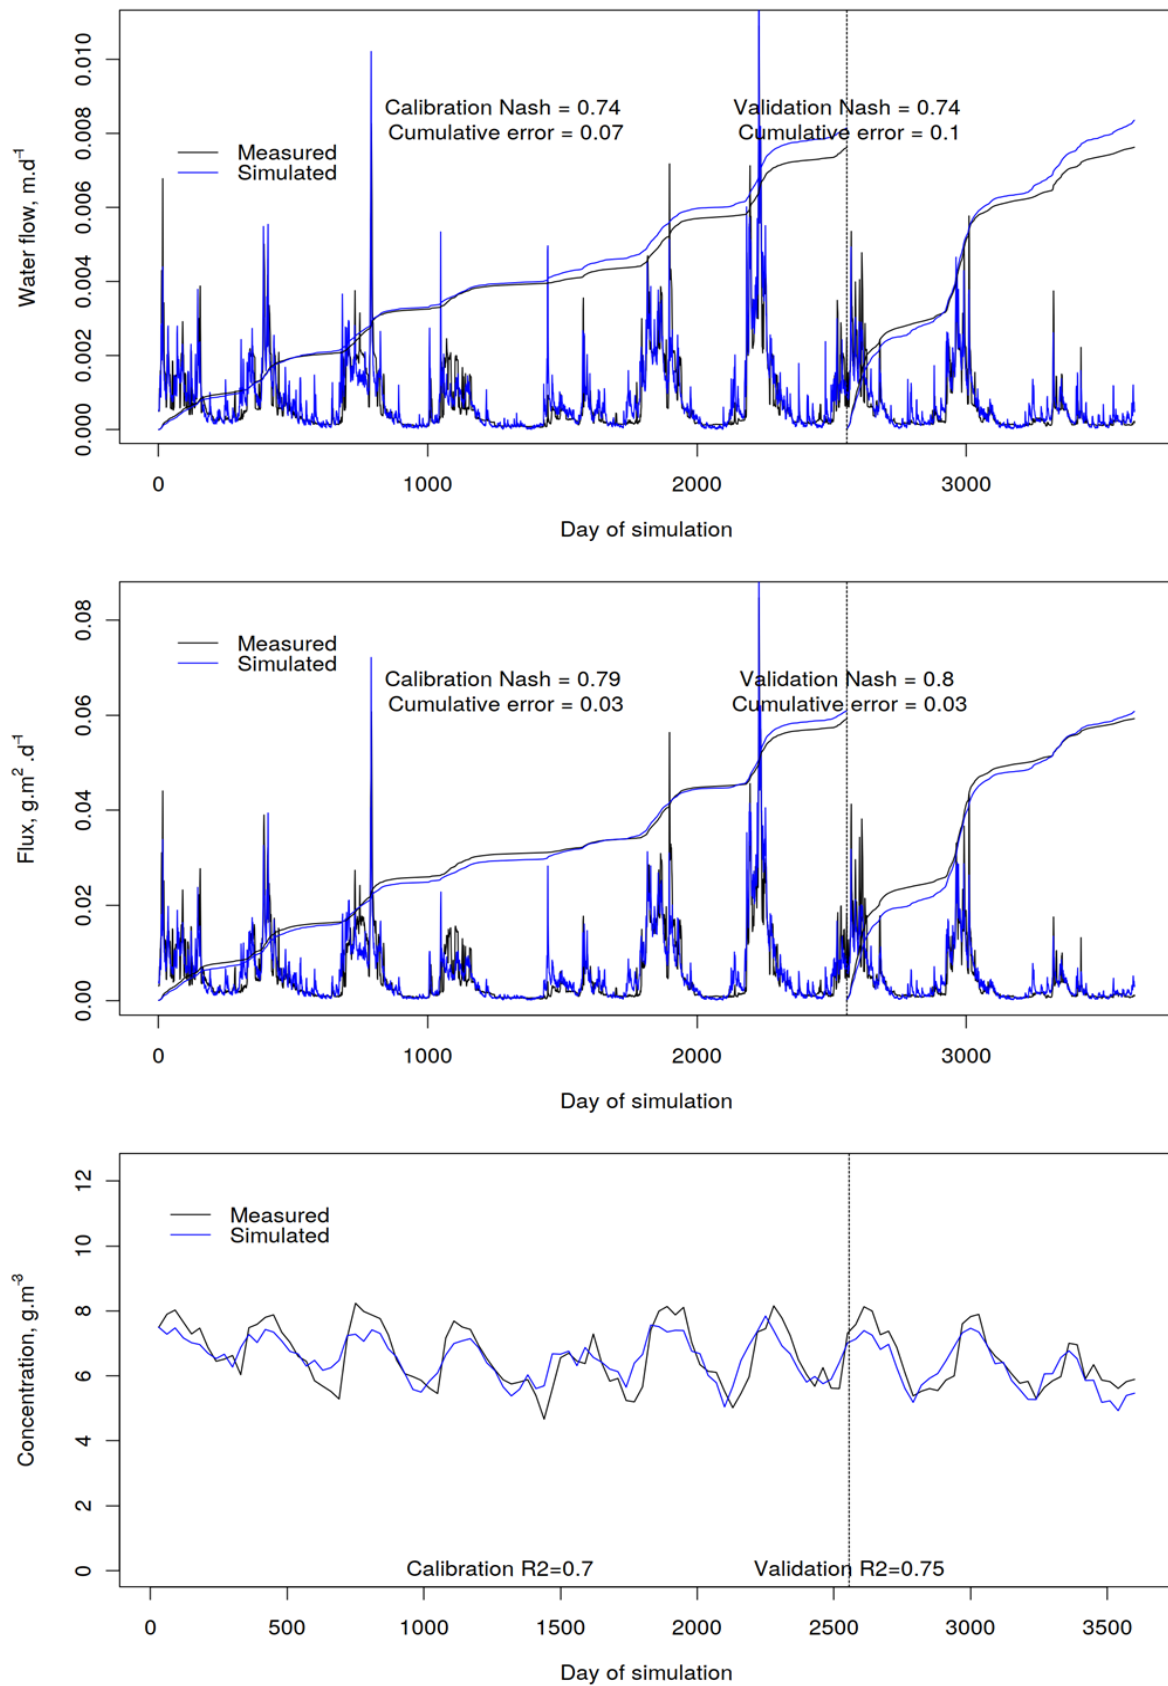 Water flow, m.d⁻¹
0.000 0.002 0.004 0.006 0.008 0.010
Calibration Nash = 0.74
Cumulative error = 0.07
Validation Nash = 0.74
Cumulative error = 0.1
Measured
Simulated
0 1000 2000 3000
Day of simulation
Flux, g.m² .d⁻¹
0.00 0.02 0.04 0.06 0.08
Measured
Simulated
Calibration Nash = 0.79
Cumulative error = 0.03
Validation Nash = 0.8
Cumulative error = 0.03
0 1000 2000 3000
Day of simulation
Concentration, g.m⁻³
0 2 4 6 8 10 12
Measured
Simulated
Calibration R2=0.7
Validation R2=0.75
0 500 1000 1500 2000 2500 3000 3500
Day of simulation